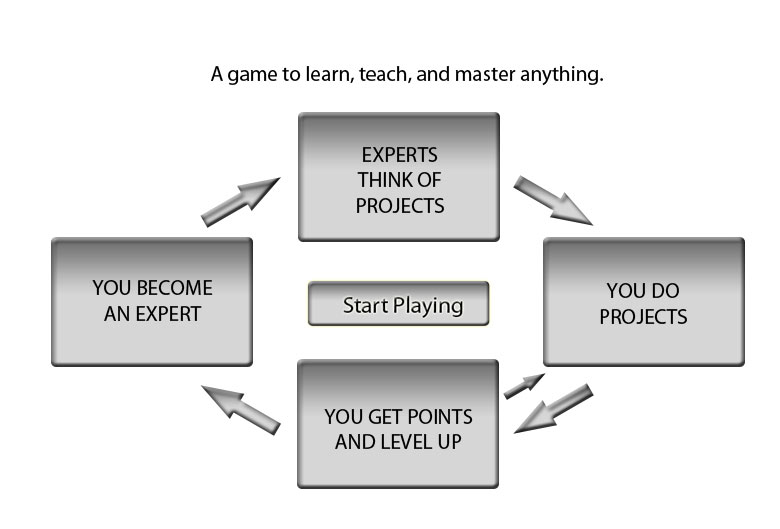 A game to learn, teach, and master anything.
EXPERTS
THINK OF
PROJECTS
YOU BECOME
AN EXPERT
Start Playing
YOU DO
PROJECTS
YOU GET POINTS
AND LEVEL UP